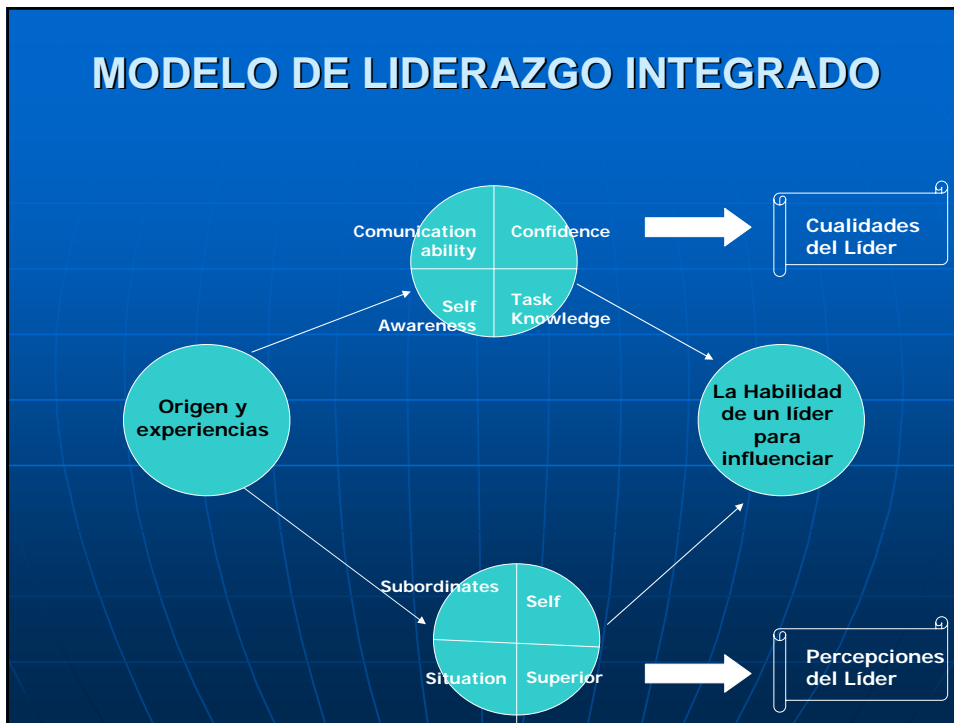 MODELO DE LIDERAZGO INTEGRADO
Comunication
ability
Confidence
Self
Awareness
Task
Knowledge
Cualidades
del Líder
Origen y
experiencias
La Habilidad
de un líder
para
influenciar
Subordinates
Self
Situation
Superior
Percepciones
del Líder